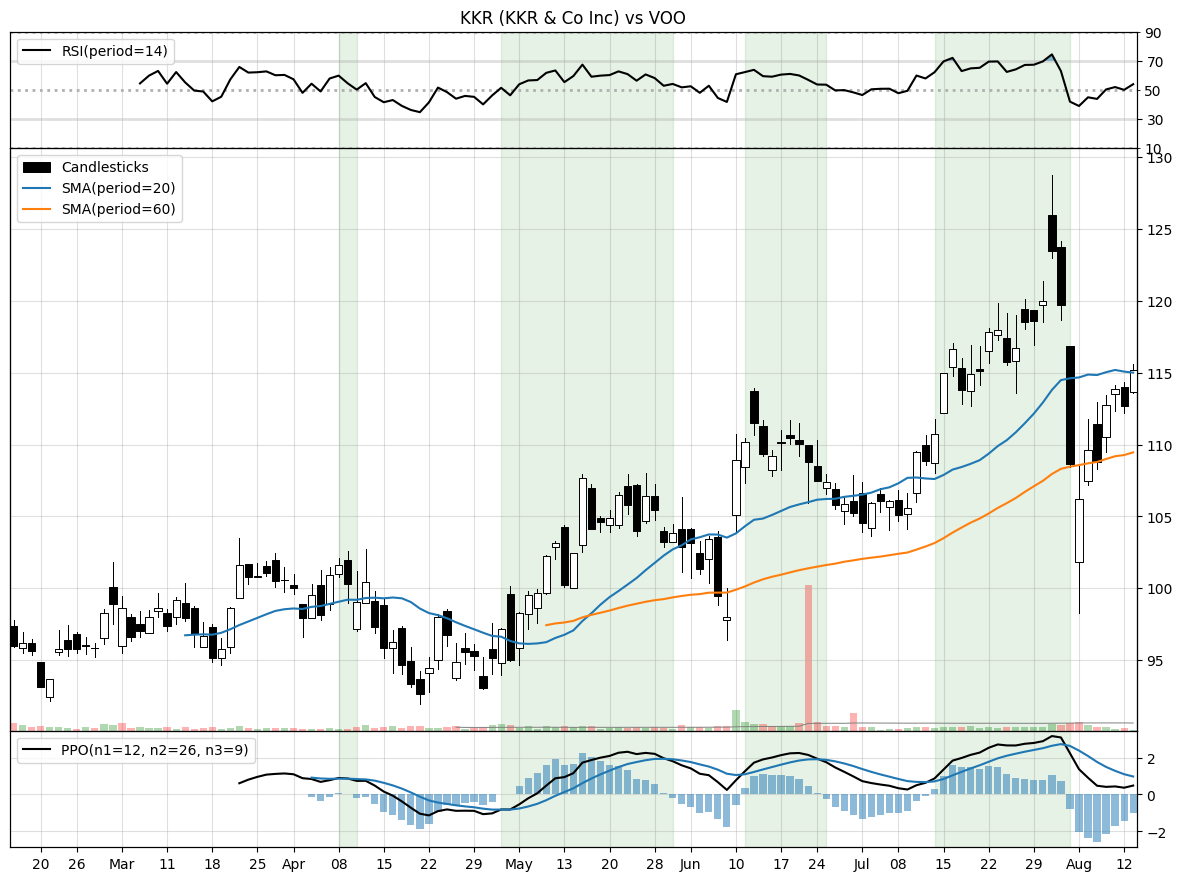 KKR (KKR & Co Inc) vs VOO
RSI(period=14)
90
70
50
30
10
Candlesticks
SMA(period=20)
SMA(period=60)
130
125
120
115
110
105
100
95
PPO(n1=12, n2=26, n3=9)
2
0
−2
20 26 Mar 11 18 25 Apr 08 15 22 29 May 13 20 28 Jun 10 17 24 Jul 08 15 22 29 Aug 12